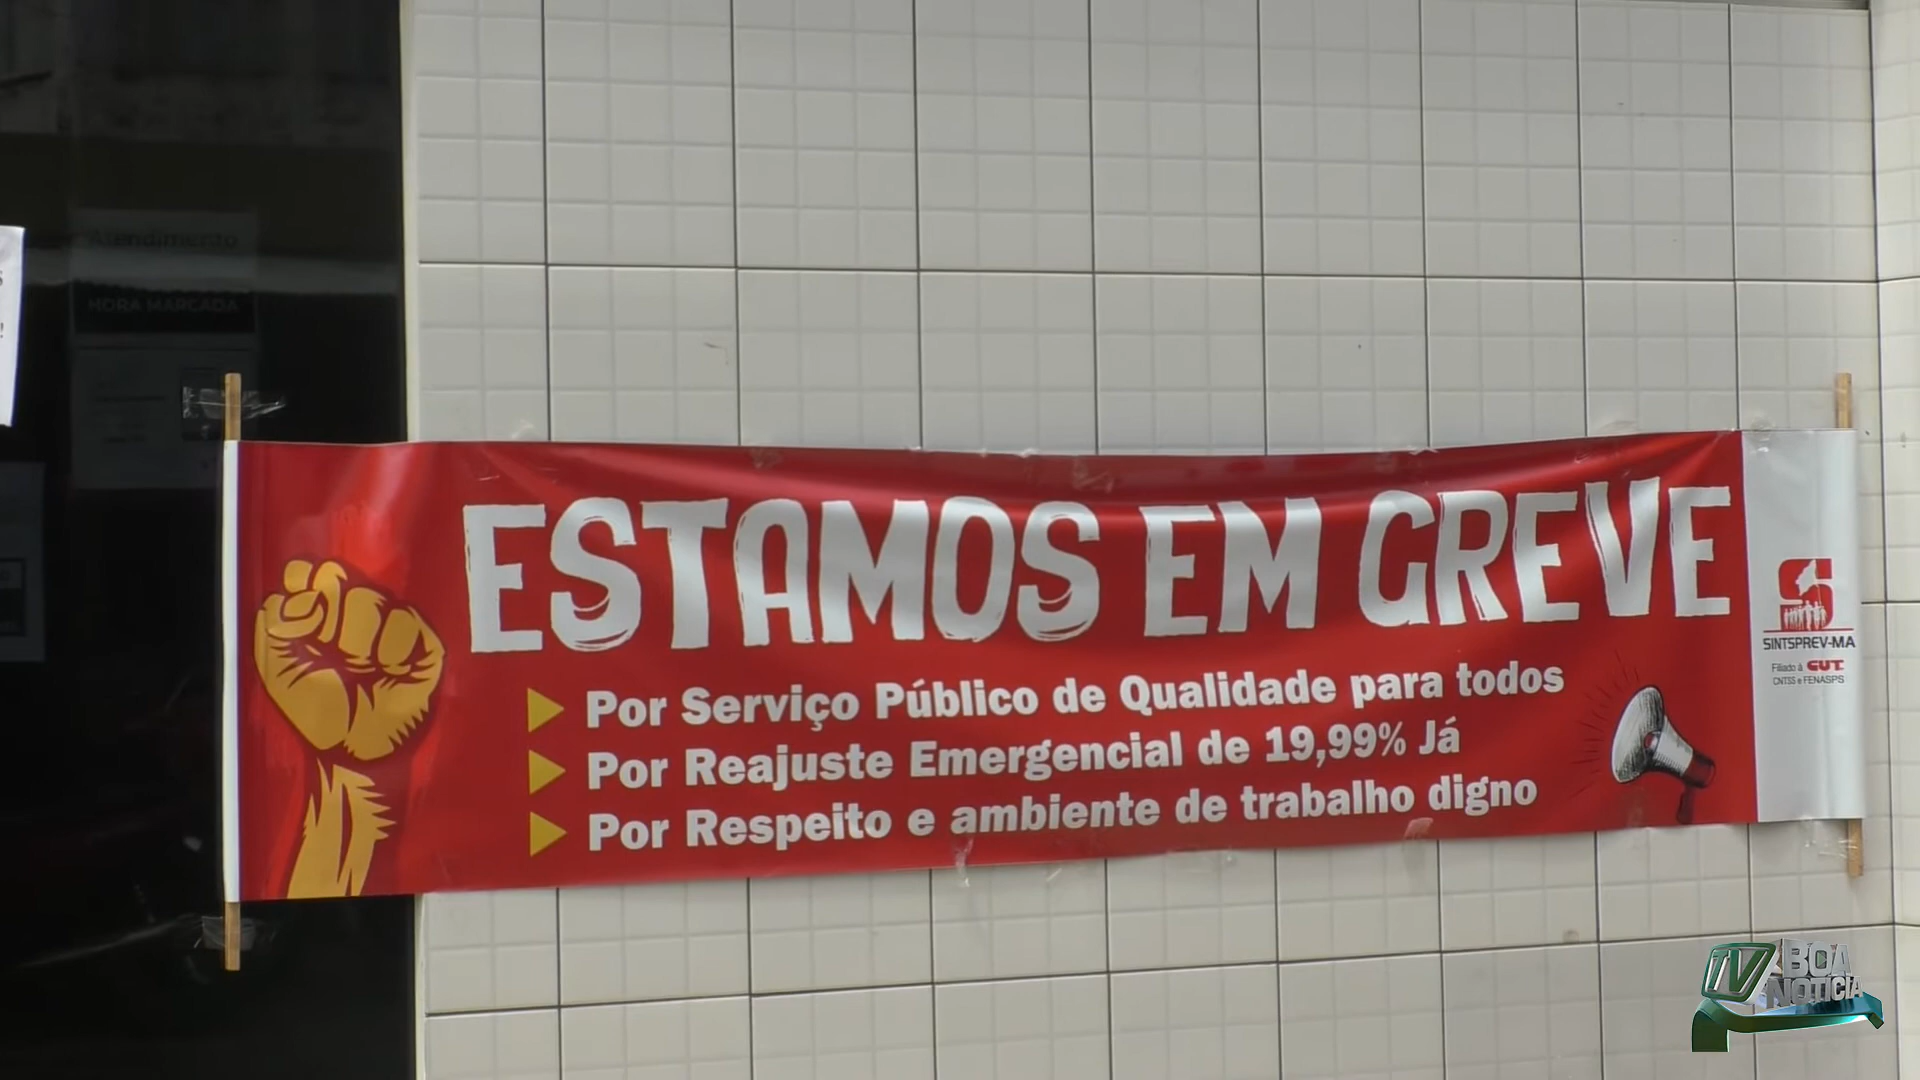 Atendimento
HORA MARCADA
ESTAMOS EM GREVE
Por Serviço Público de Qualidade para todos
Por Reajuste Emergencial de 19,99% Já
Por Respeito e ambiente de trabalho digno
SINTSPREV-MA
Filiado à CUT
CNTSS e FENASPS
TV BOA
NOTÍCIA